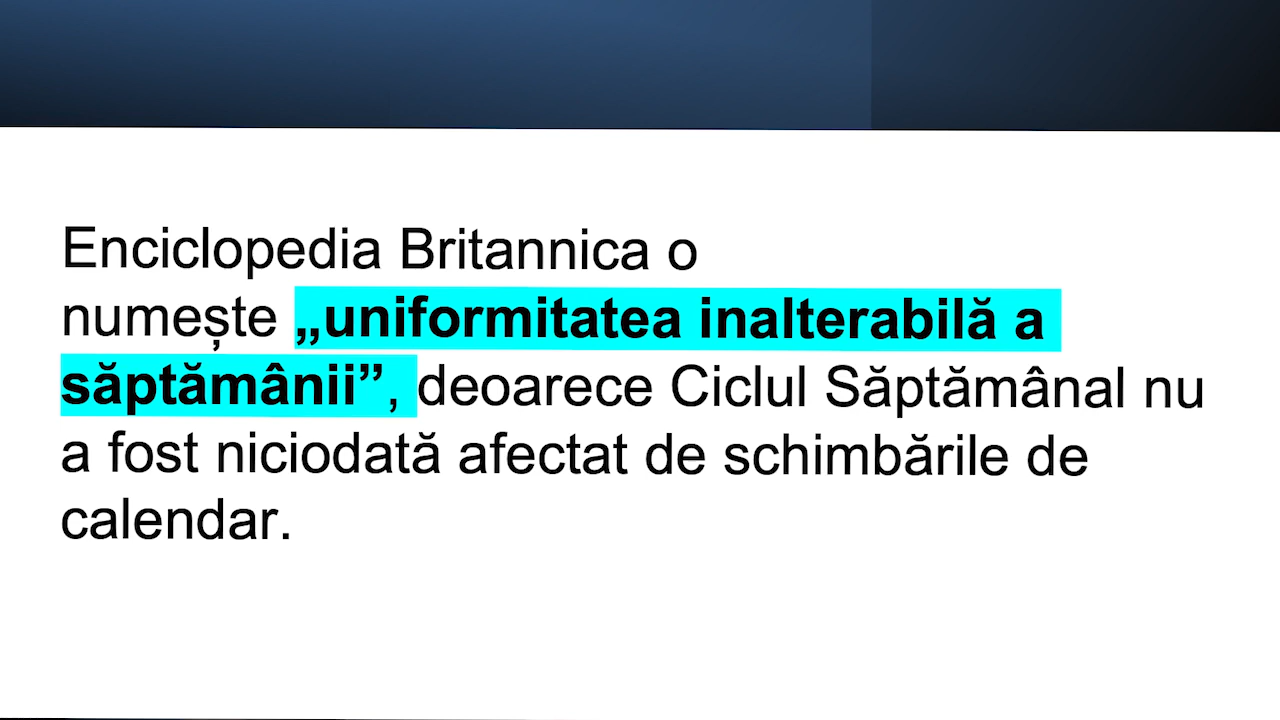 Enciclopedia Britannica o
numește „uniformitatea inalterabilă a
săptămânii”, deoarece Ciclul Săptămânal nu
a fost niciodată afectat de schimbările de
calendar.